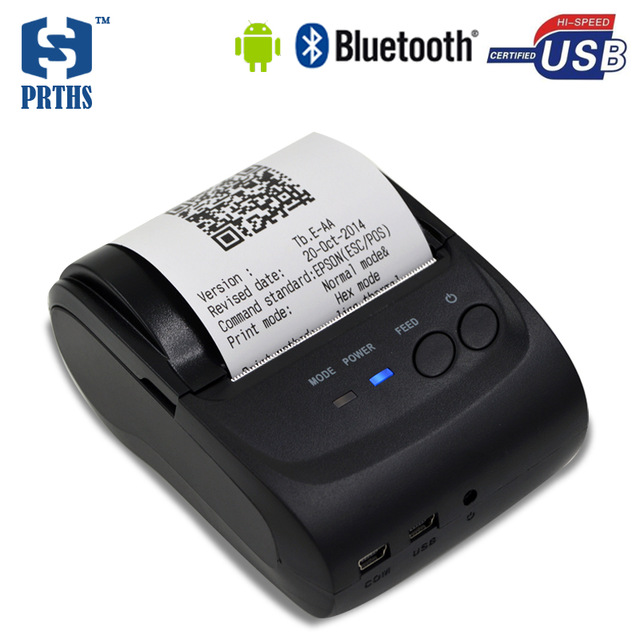 TM
PRTHS
Bluetooth®
HI-SPEED
CERTIFIED USB
Version : Tb.E-AA
Revised date: 20-Oct-2014
Command standard:EPSON(ESC/POS)
Print mode: Normal mode&
Hex mode
MODE POWER FEED
COM USB